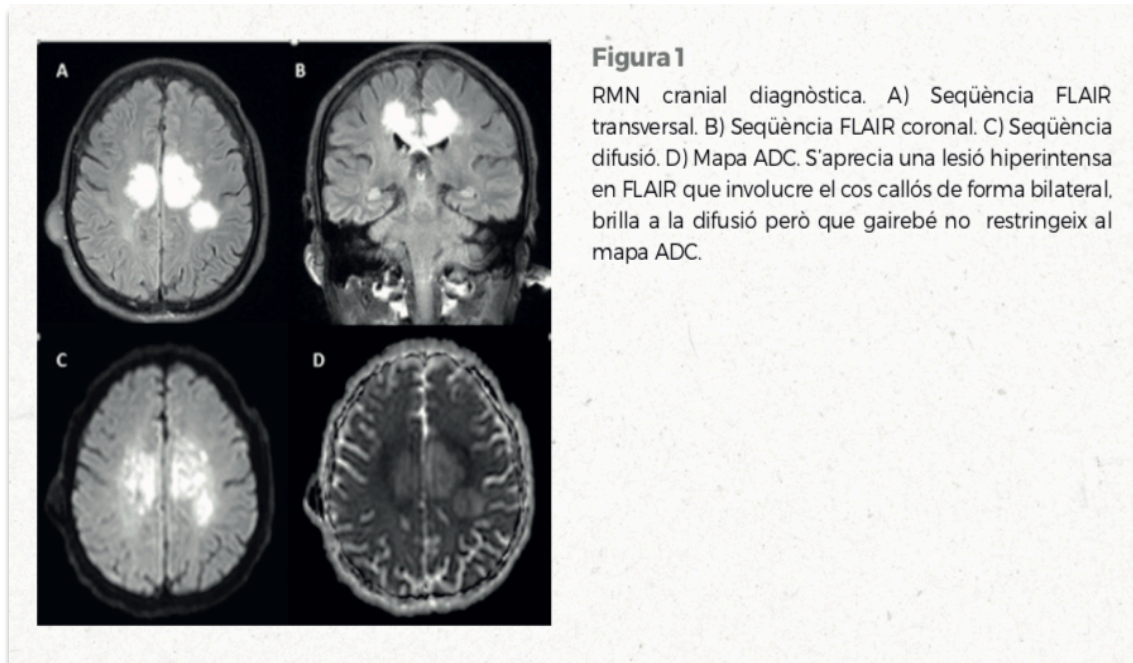 A
B
C
D
Figura 1
RMN cranial diagnòstica. A) Seqüència FLAIR
transversal. B) Seqüència FLAIR coronal. C) Seqüència
difusió. D) Mapa ADC. S'aprecia una lesió hiperintensa
en FLAIR que involucre el cos callós de forma bilateral,
brilla a la difusió però que gairebé no restringeix al
mapa ADC.